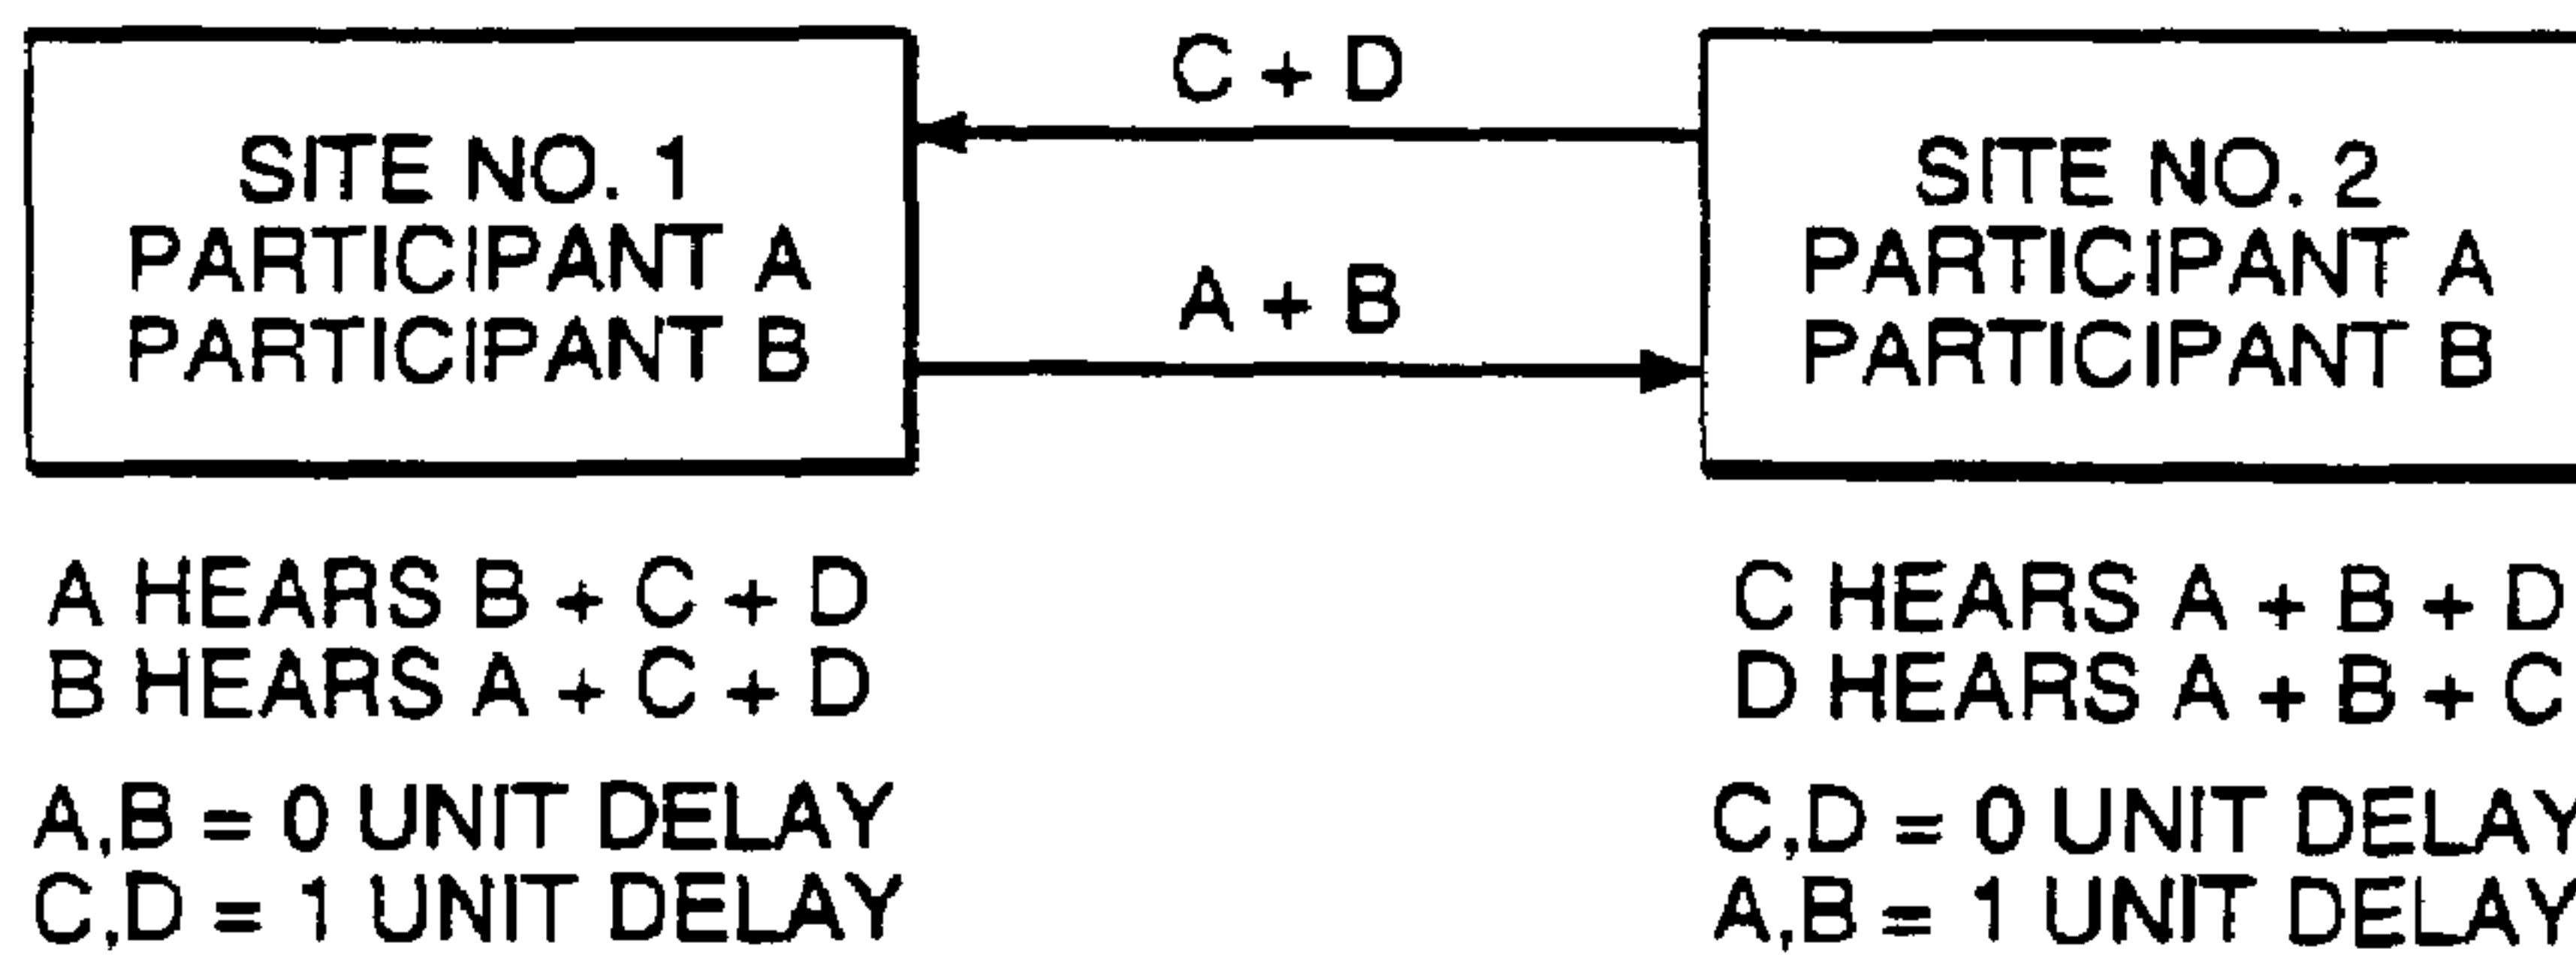 SITE NO. 1
PARTICIPANT A
PARTICIPANT B
C + D
A + B
SITE NO. 2
PARTICIPANT A
PARTICIPANT B
A HEARS B + C + D
B HEARS A + C + D
A,B = 0 UNIT DELAY
C,D = 1 UNIT DELAY
C HEARS A + B + D
D HEARS A + B + C
C,D = 0 UNIT DELAY
A,B = 1 UNIT DELAY